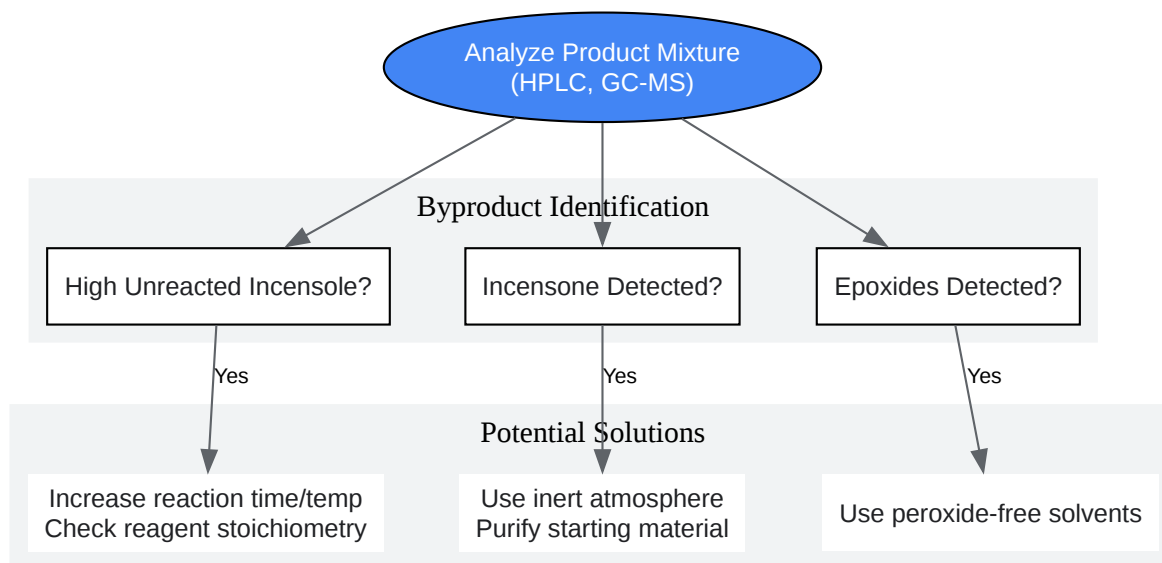 Analyze Product Mixture
(HPLC, GC-MS)
Byproduct Identification
High Unreacted Incensole?
Incensone Detected?
Epoxides Detected?
Yes
Yes
Yes
Potential Solutions
Increase reaction time/temp
Check reagent stoichiometry
Use inert atmosphere
Purify starting material
Use peroxide-free solvents